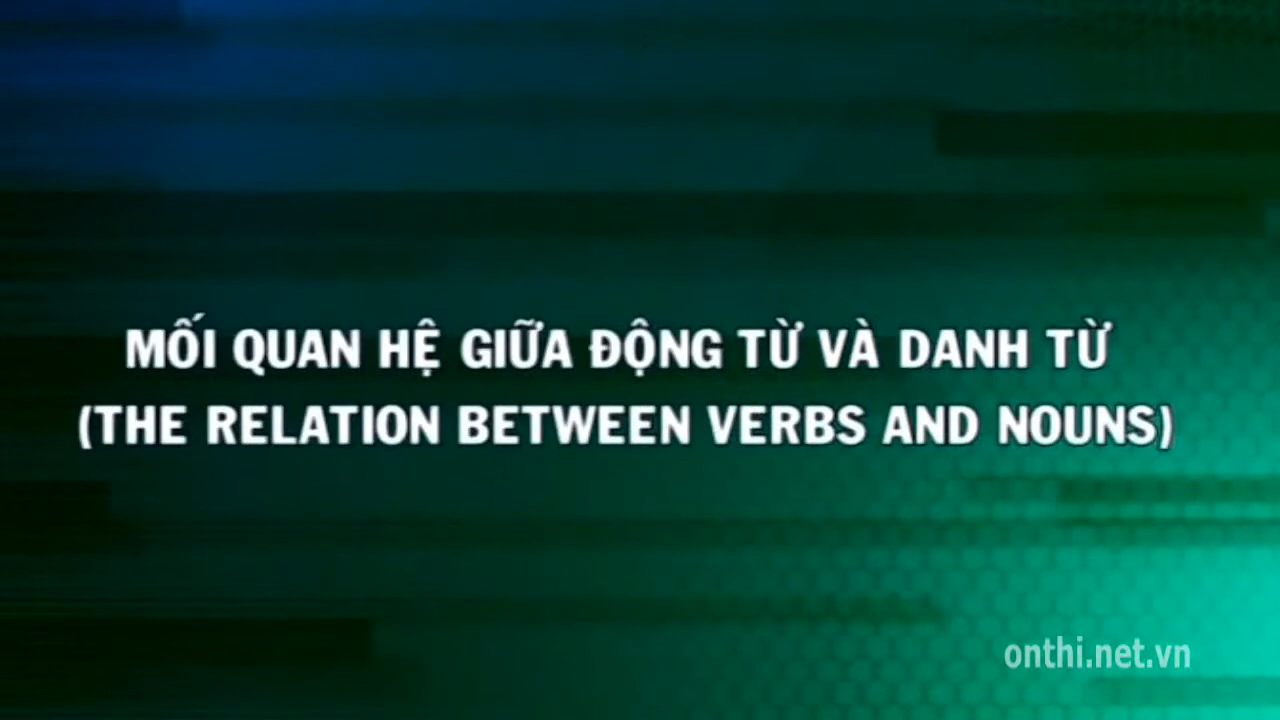 MỐI QUAN HỆ GIỮA ĐỘNG TỪ VÀ DANH TỪ
(THE RELATION BETWEEN VERBS AND NOUNS)
onthi.net.vn